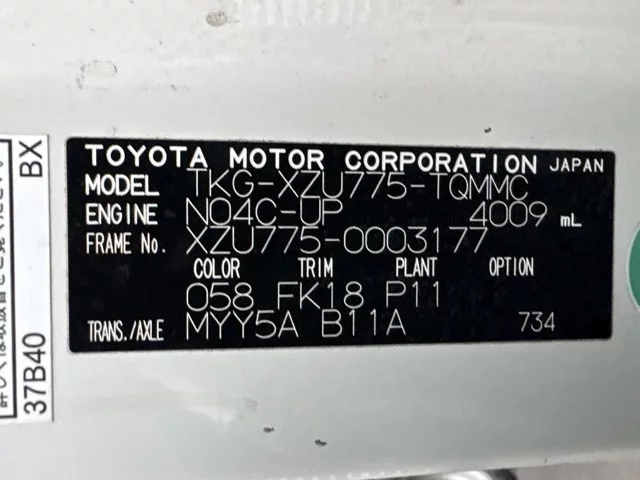 TOYOTA MOTOR CORPORATION JAPAN
MODEL TKG-XZU775-TQMMC
ENGINE N04C-UP 4009 mL
FRAME No. XZU775-0003177
COLOR TRIM PLANT OPTION
058 FK18 P11
TRANS./AXLE MYY5A B11A 734
BX
37B40